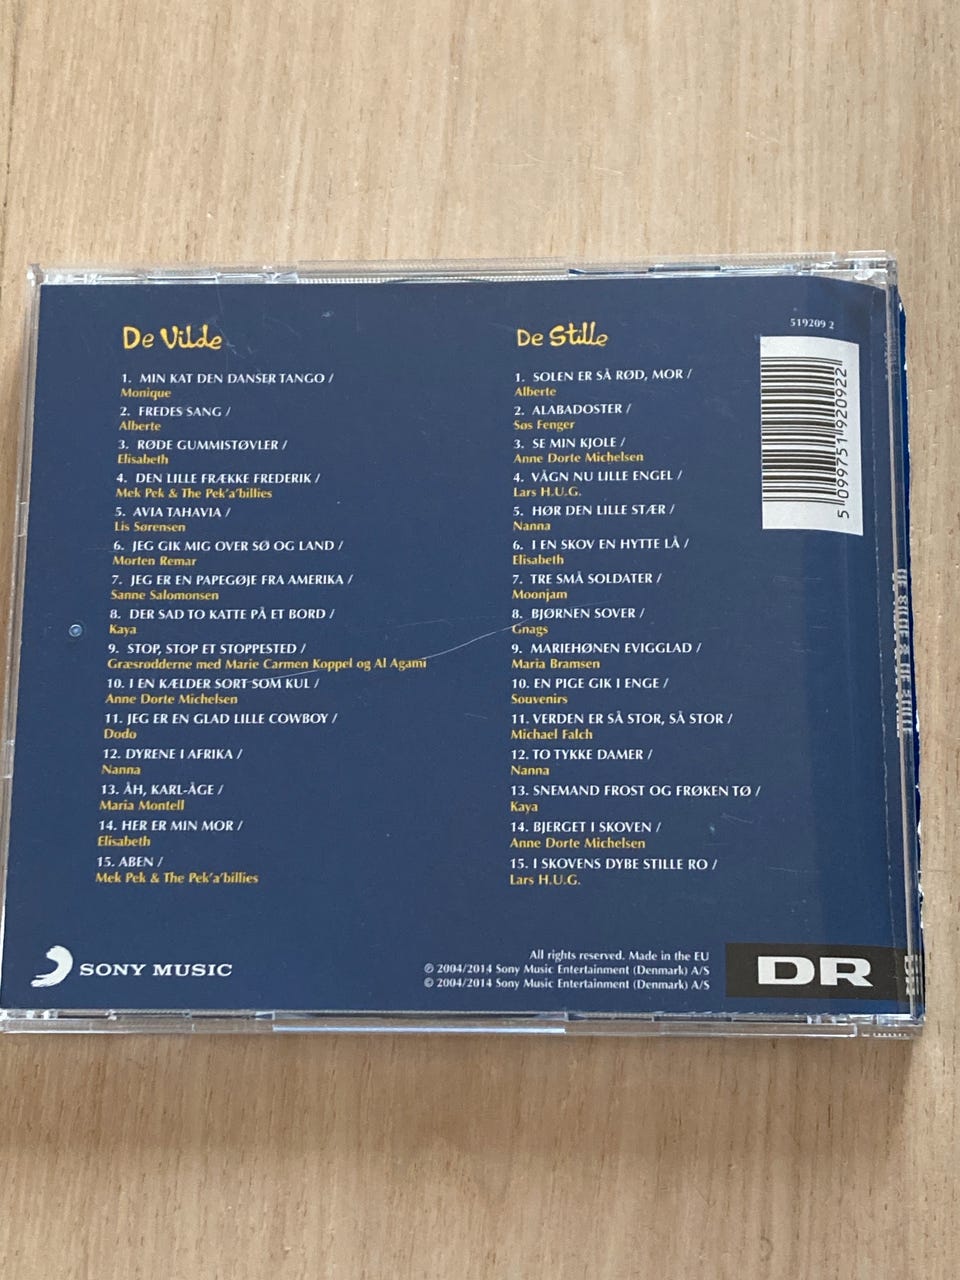 De Vilde
1. MIN KAT DEN DANSER TANGO /
Monique
2. FREDES SANG /
Alberte
3. RØDE GUMMISTØVLER /
Elisabeth
4. DEN LILLE FRÆKKE FREDERIK /
Mek Pek & The Pek'a'billies
5. AVIA TAHAVIA /
Lis Sørensen
6. JEG GIK MIG OVER SØ OG LAND /
Morten Remar
7. JEG ER EN PAPEGØJE FRA AMERIKA /
Sanne Salomonsen
8. DER SAD TO KATTE PÅ ET BORD /
Kaya
9. STOP, STOP ET STOPPESTED /
Græsrødderne med Marie Carmen Koppel og Al Agami
10. I EN KÆLDER SORT SOM KUL /
Anne Dorte Michelsen
11. JEG ER EN GLAD LILLE COWBOY /
Dodo
12. DYRENE I AFRIKA /
Nanna
13. ÅH, KARL-ÅGE /
Maria Montell
14. HER ER MIN MOR /
Elisabeth
15. ABEN /
Mek Pek & The Pek'a'billies
De Stille
1. SOLEN ER SÅ RØD, MOR /
Alberte
2. ALABADOSTER /
Søs Fenger
3. SE MIN KJOLE /
Anne Dorte Michelsen
4. VÅGN NU LILLE ENGEL /
Lars H.U.G.
5. HØR DEN LILLE STÆR /
Nanna
6. I EN SKOV EN HYTTE LÅ /
Elisabeth
7. TRE SMÅ SOLDATER /
Moonjam
8. BJØRNEN SOVER /
Gnags
9. MARIEHØNEN EVIGGLAD /
Maria Bramsen
10. EN PIGE GIK I ENGE /
Souvenirs
11. VERDEN ER SÅ STOR, SÅ STOR /
Michael Falch
12. TO TYKKE DAMER /
Nanna
13. SNEMAND FROST OG FRØKEN TØ /
Kaya
14. BJERGET I SKOVEN /
Anne Dorte Michelsen
15. I SKOVENS DYBE STILLE RO /
Lars H.U.G.
519209 2
5 099751 920922
SONY MUSIC
All rights reserved. Made in the EU
℗ 2004/2014 Sony Music Entertainment (Denmark) A/S
© 2004/2014 Sony Music Entertainment (Denmark) A/S
DR